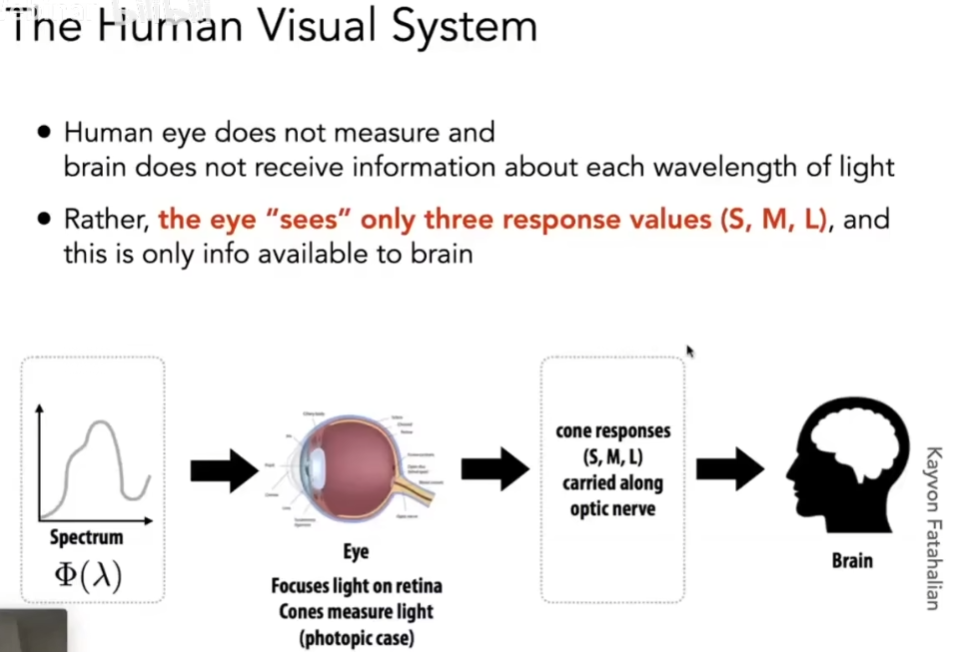 The Human Visual System
• Human eye does not measure and
brain does not receive information about each wavelength of light
• Rather, the eye “sees” only three response values (S, M, L), and
this is only info available to brain
Spectrum
Φ(λ)
Eye
Focuses light on retina
Cones measure light
(photopic case)
cone responses
(S, M, L)
carried along
optic nerve
Brain
Kayvon Fatahalian